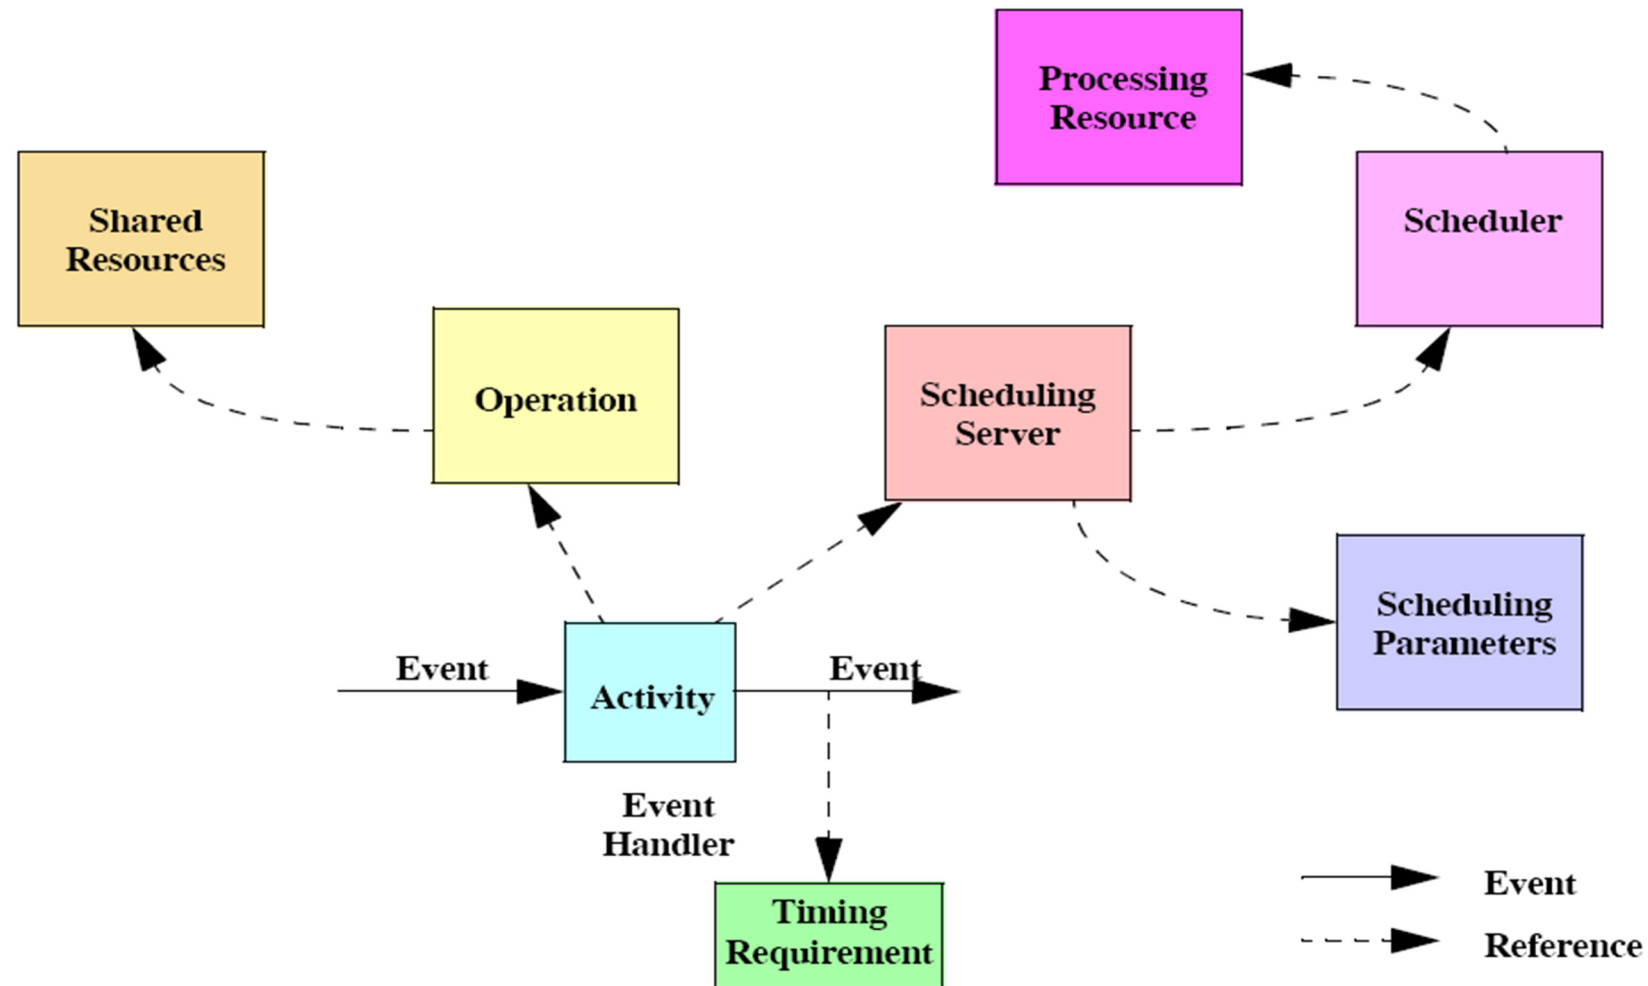 Processing
Resource
Shared
Resources
Scheduler
Operation
Scheduling
Server
Scheduling
Parameters
Event
Event
Activity
Event
Handler
Timing
Requirement
Event
Reference